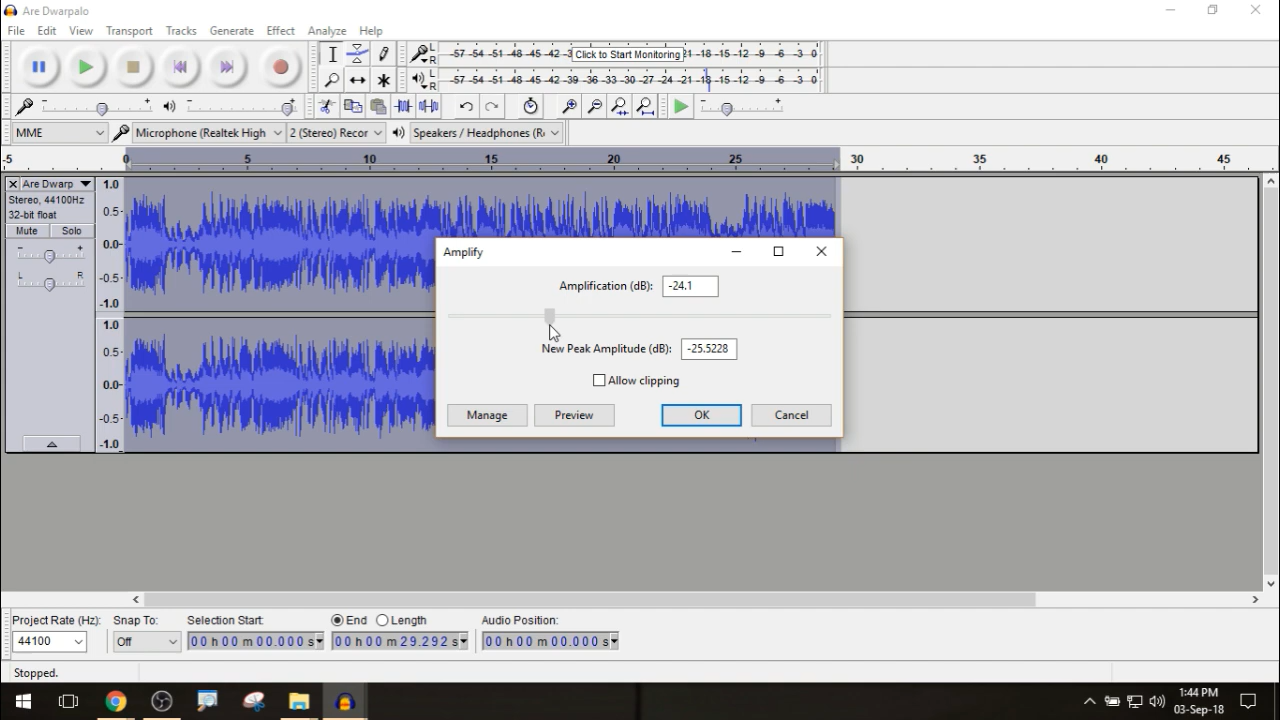 Are Dwarpalo
File Edit View Transport Tracks Generate Effect Analyze Help
L
R
-57 -54 -51 -48 -45 -42 -3 Click to Start Monitoring 21 -18 -15 -12 -9 -6 -3 0
L
R
-57 -54 -51 -48 -45 -42 -39 -36 -33 -30 -27 -24 -21 -18 -15 -12 -9 -6 -3 0
- + - +
- +
MME Microphone (Realtek High 2 (Stereo) Recor Speakers / Headphones (R
-5 0 5 10 15 20 25 30 35 40 45
Are Dwarp
Stereo, 44100Hz
32-bit float
Mute Solo
- +
L R
1.0
0.5-
0.0-
-0.5-
-1.0
1.0
0.5-
0.0-
-0.5-
-1.0
Amplify
Amplification (dB): -24.1
New Peak Amplitude (dB): -25.5228
Allow clipping
Manage Preview OK Cancel
Project Rate (Hz): Snap To: Selection Start: End Length Audio Position:
44100 Off 00 h 00 m 00.000 s 00 h 00 m 29.292 s 00 h 00 m 00.000 s
Stopped.
1:44 PM
03-Sep-18